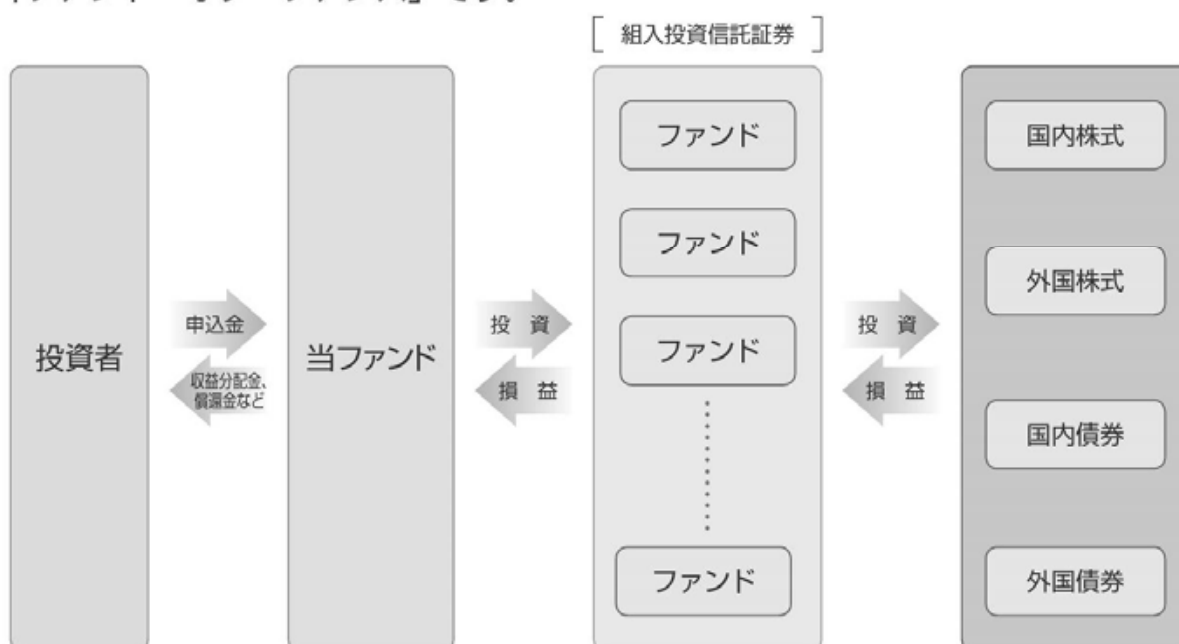 [ 組入投資信託証券 ]
投資者
申込金
収益分配金、
償還金など
当ファンド
投 資
損 益
ファンド
ファンド
ファンド
ファンド
投 資
損 益
国内株式
外国株式
国内債券
外国債券